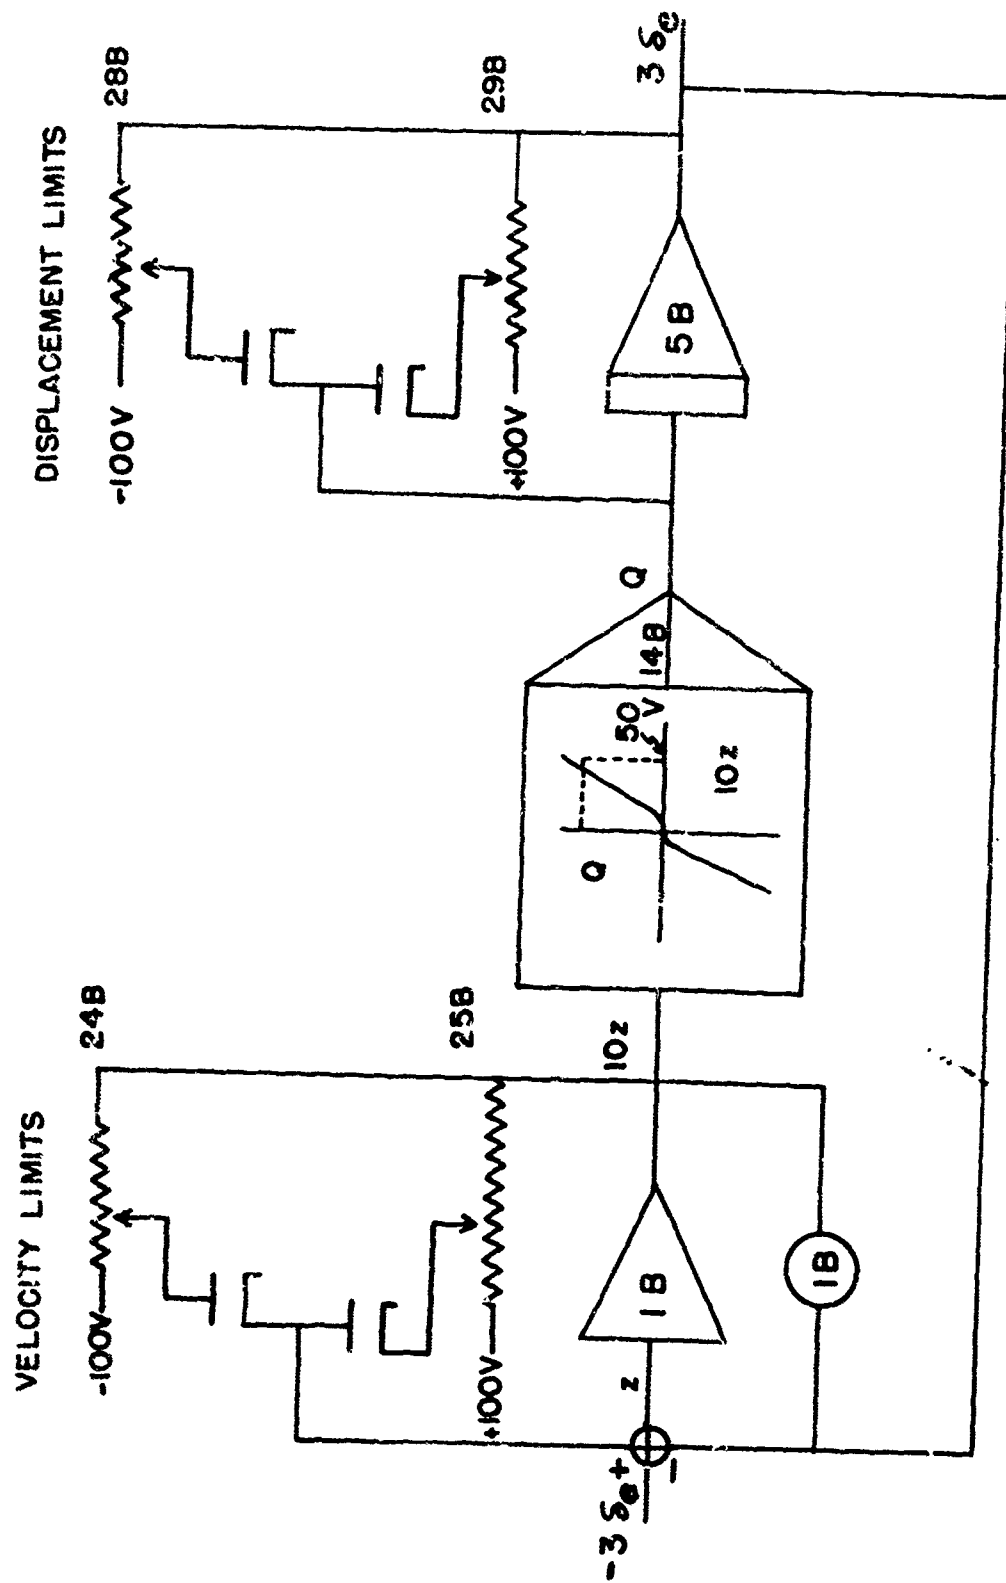 VELOCITY LIMITS
DISPLACEMENT LIMITS
24B
28B
-100V
-100V
25B
29B
+100V
+100V
-3 δe
+
-
z
1B
10z
Q
50 V
10z
14B
Q
5B
3 δe
1B